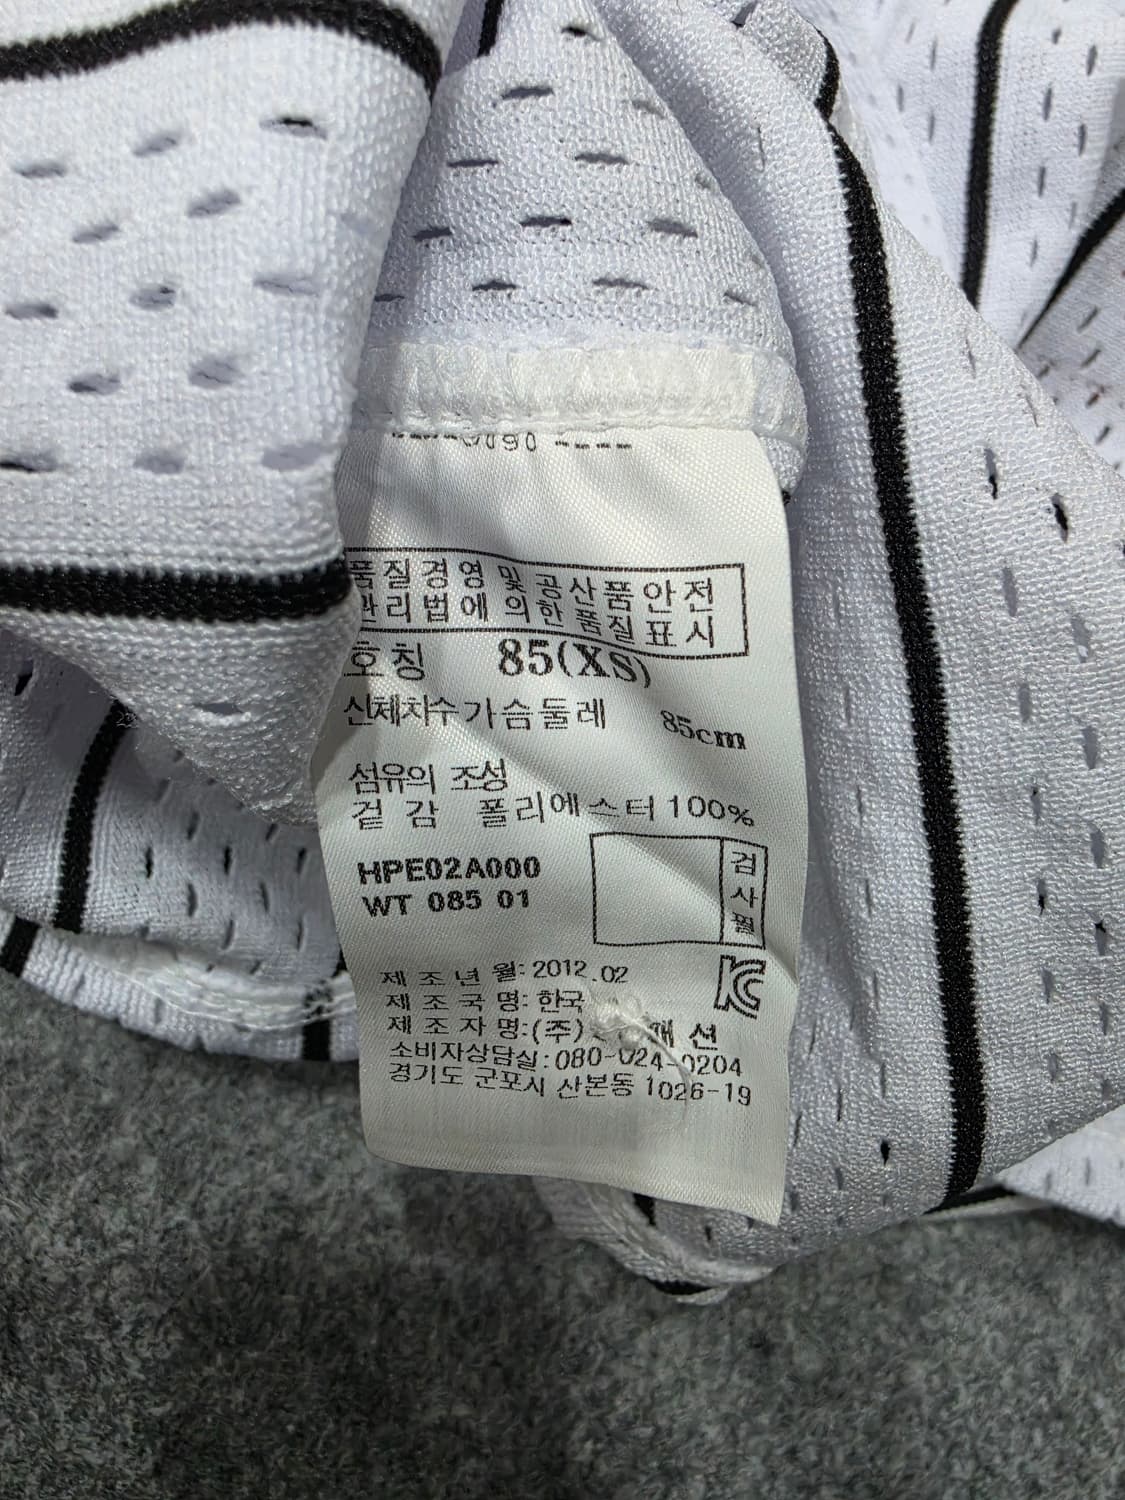 품질경영 및 공산품안전
관리법에 의한 품질표시
호칭 85(XS)
신체치수 가슴둘레 85cm
섬유의 조성
겉감 폴리에스터 100%
HPE02A000
WT 085 01
검사필
제조년월: 2012.02
제조국명: 한국
제조자명:(주) 패션
소비자상담실: 080-024-0204
경기도 군포시 산본동 1026-19